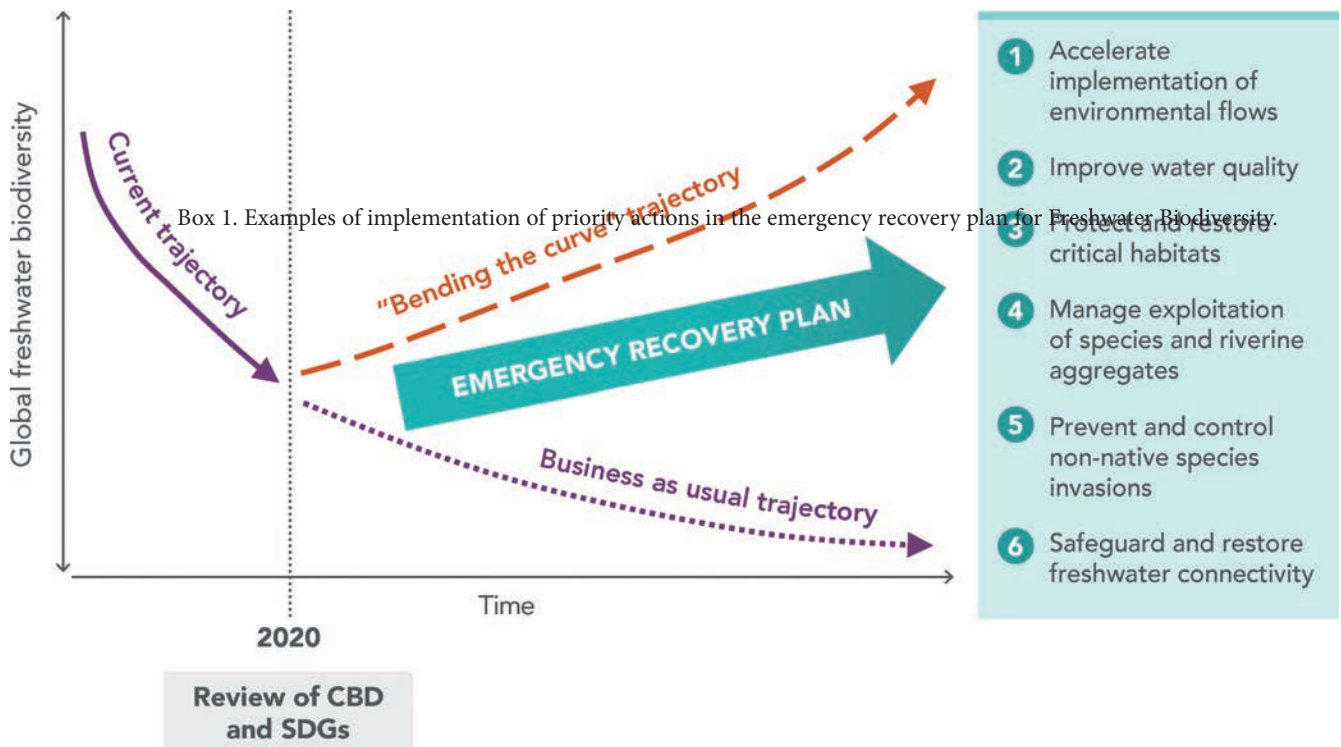 Global freshwater biodiversity
Current trajectory
"Bending the curve" trajectory
Box 1. Examples of implementation of priority actions in the emergency recovery plan for Freshwater Biodiversity.
EMERGENCY RECOVERY PLAN
Business as usual trajectory
Time
2020
Review of CBD
and SDGs
1 Accelerate
implementation of
environmental flows
2 Improve water quality
3 Protect and restore
critical habitats
4 Manage exploitation
of species and riverine
aggregates
5 Prevent and control
non-native species
invasions
6 Safeguard and restore
freshwater connectivity